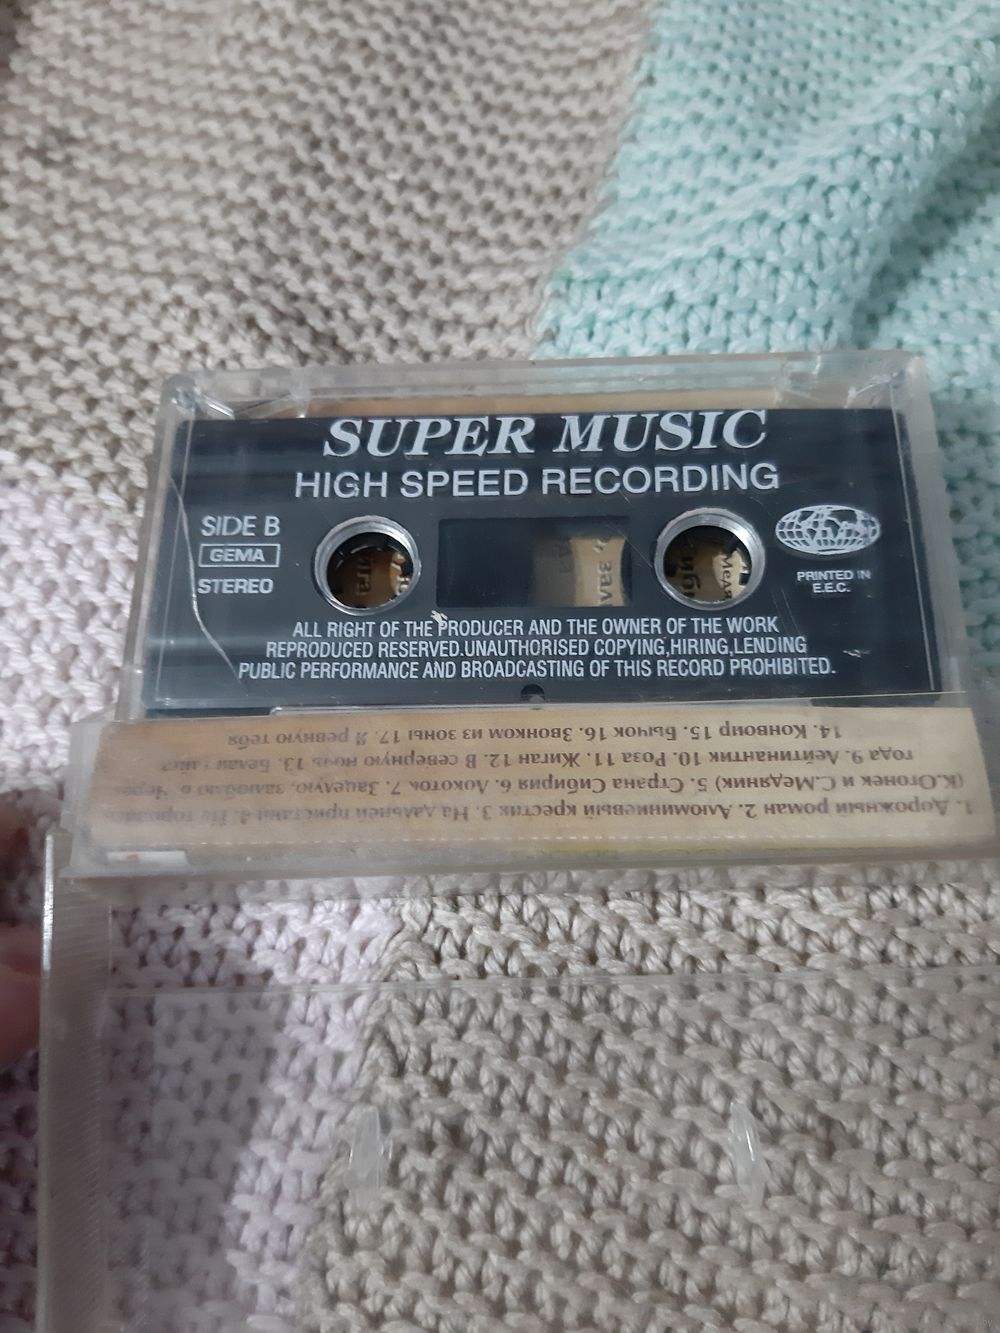 SUPER MUSIC
HIGH SPEED RECORDING
SIDE B
GEMA
STEREO
PRINTED IN
E.E.C.
ALL RIGHT OF THE PRODUCER AND THE OWNER OF THE WORK
REPRODUCED RESERVED.UNAUTHORISED COPYING,HIRING,LENDING
PUBLIC PERFORMANCE AND BROADCASTING OF THIS RECORD PROHIBITED.
1. Дорожный роман 2. Алюминиевый крестик 3. На дальней пристани 4. Не торопись
(К.Огонек и С.Медяник) 5. Страна Сибирия 6. Локоток 7. Зацелую, залюблю 8. Через
года 9. Лейтинантик 10. Роза 11. Жиган 12. В северную ночь 13.
14. Конвоир 15. Бычок 16. Звонком из зоны 17. Я ревную тебя